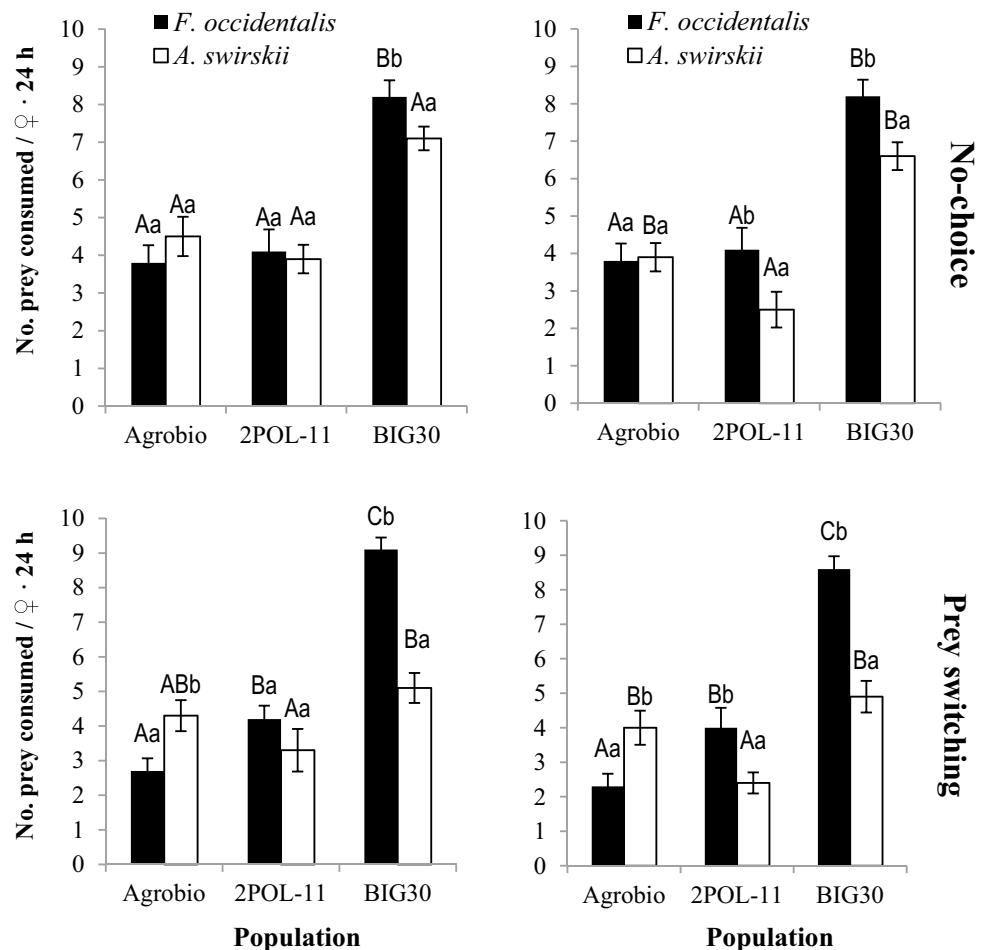 F. occidentalis
A. swirskii
No. prey consumed / ♀ · 24 h
10
9
8
7
6
5
4
3
2
1
0
Aa
Aa
Aa
Aa
Bb
Aa
Agrobio
2POL-11
BIG30
F. occidentalis
A. swirskii
10
9
8
7
6
5
4
3
2
1
0
Aa
Ba
Ab
Aa
Bb
Ba
Agrobio
2POL-11
BIG30
No-choice
No. prey consumed / ♀ · 24 h
10
9
8
7
6
5
4
3
2
1
0
Aa
ABb
Ba
Aa
Cb
Ba
Agrobio
2POL-11
BIG30
Population
10
9
8
7
6
5
4
3
2
1
0
Aa
Bb
Bb
Aa
Cb
Ba
Agrobio
2POL-11
BIG30
Population
Prey switching